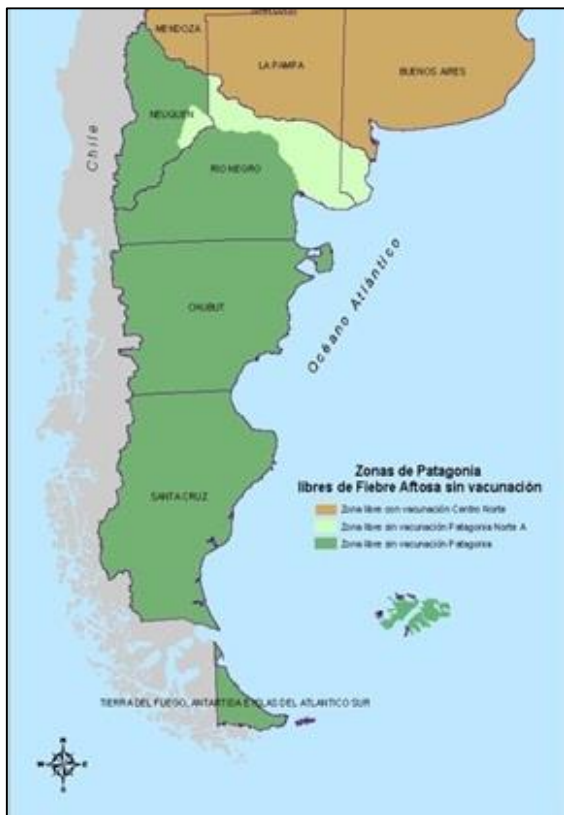 MENDOZA
LA PAMPA
BUENOS AIRES
NEUQUEN
Chile
RIO NEGRO
Océano Atlántico
CHUBUT
Zonas de Patagonia
libres de Fiebre Aftosa sin vacunación
Zona libre con vacunación Centro Norte
Zona libre sin vacunación Patagonia Norte A
Zona libre sin vacunación Patagonia
SANTA CRUZ
TIERRA DEL FUEGO, ANTARTIDA E ISLAS DEL ATLANTICO SUR
N
W
E
S